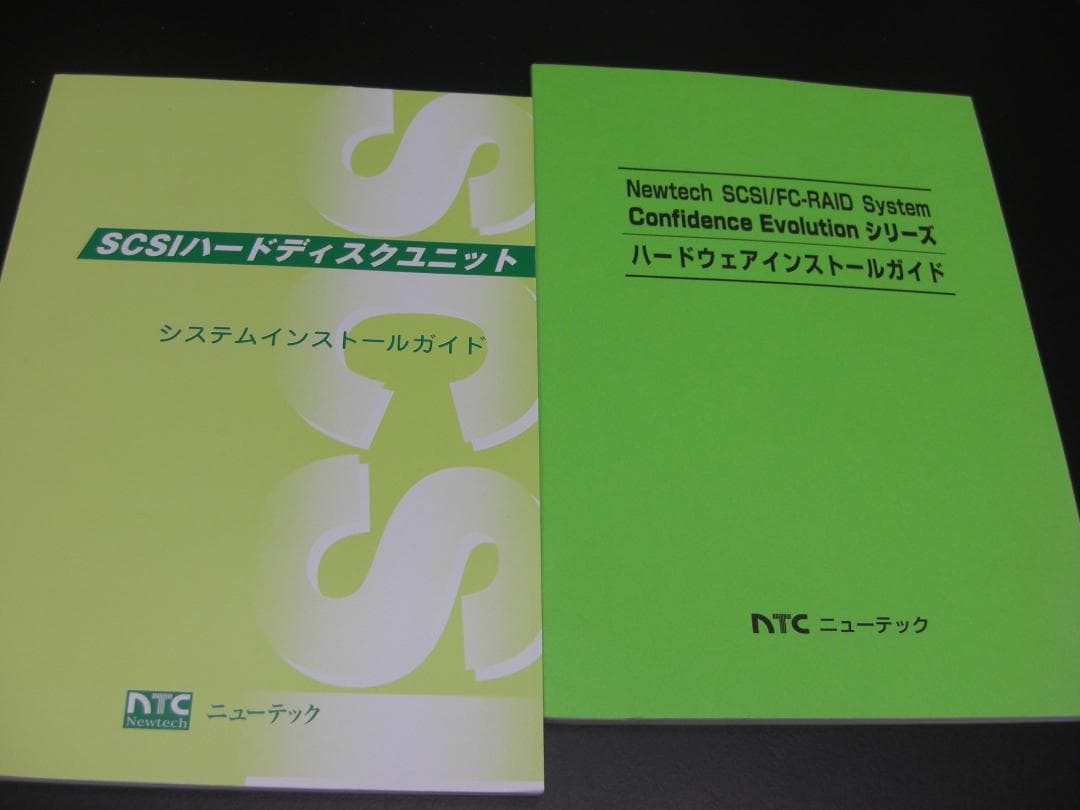 SCSIハードディスクユニット
システムインストールガイド
SCS
NTC
Newtech
ニューテック
Newtech SCSI/FC-RAID System
Confidence Evolution シリーズ
ハードウェアインストールガイド
NTC ニューテック